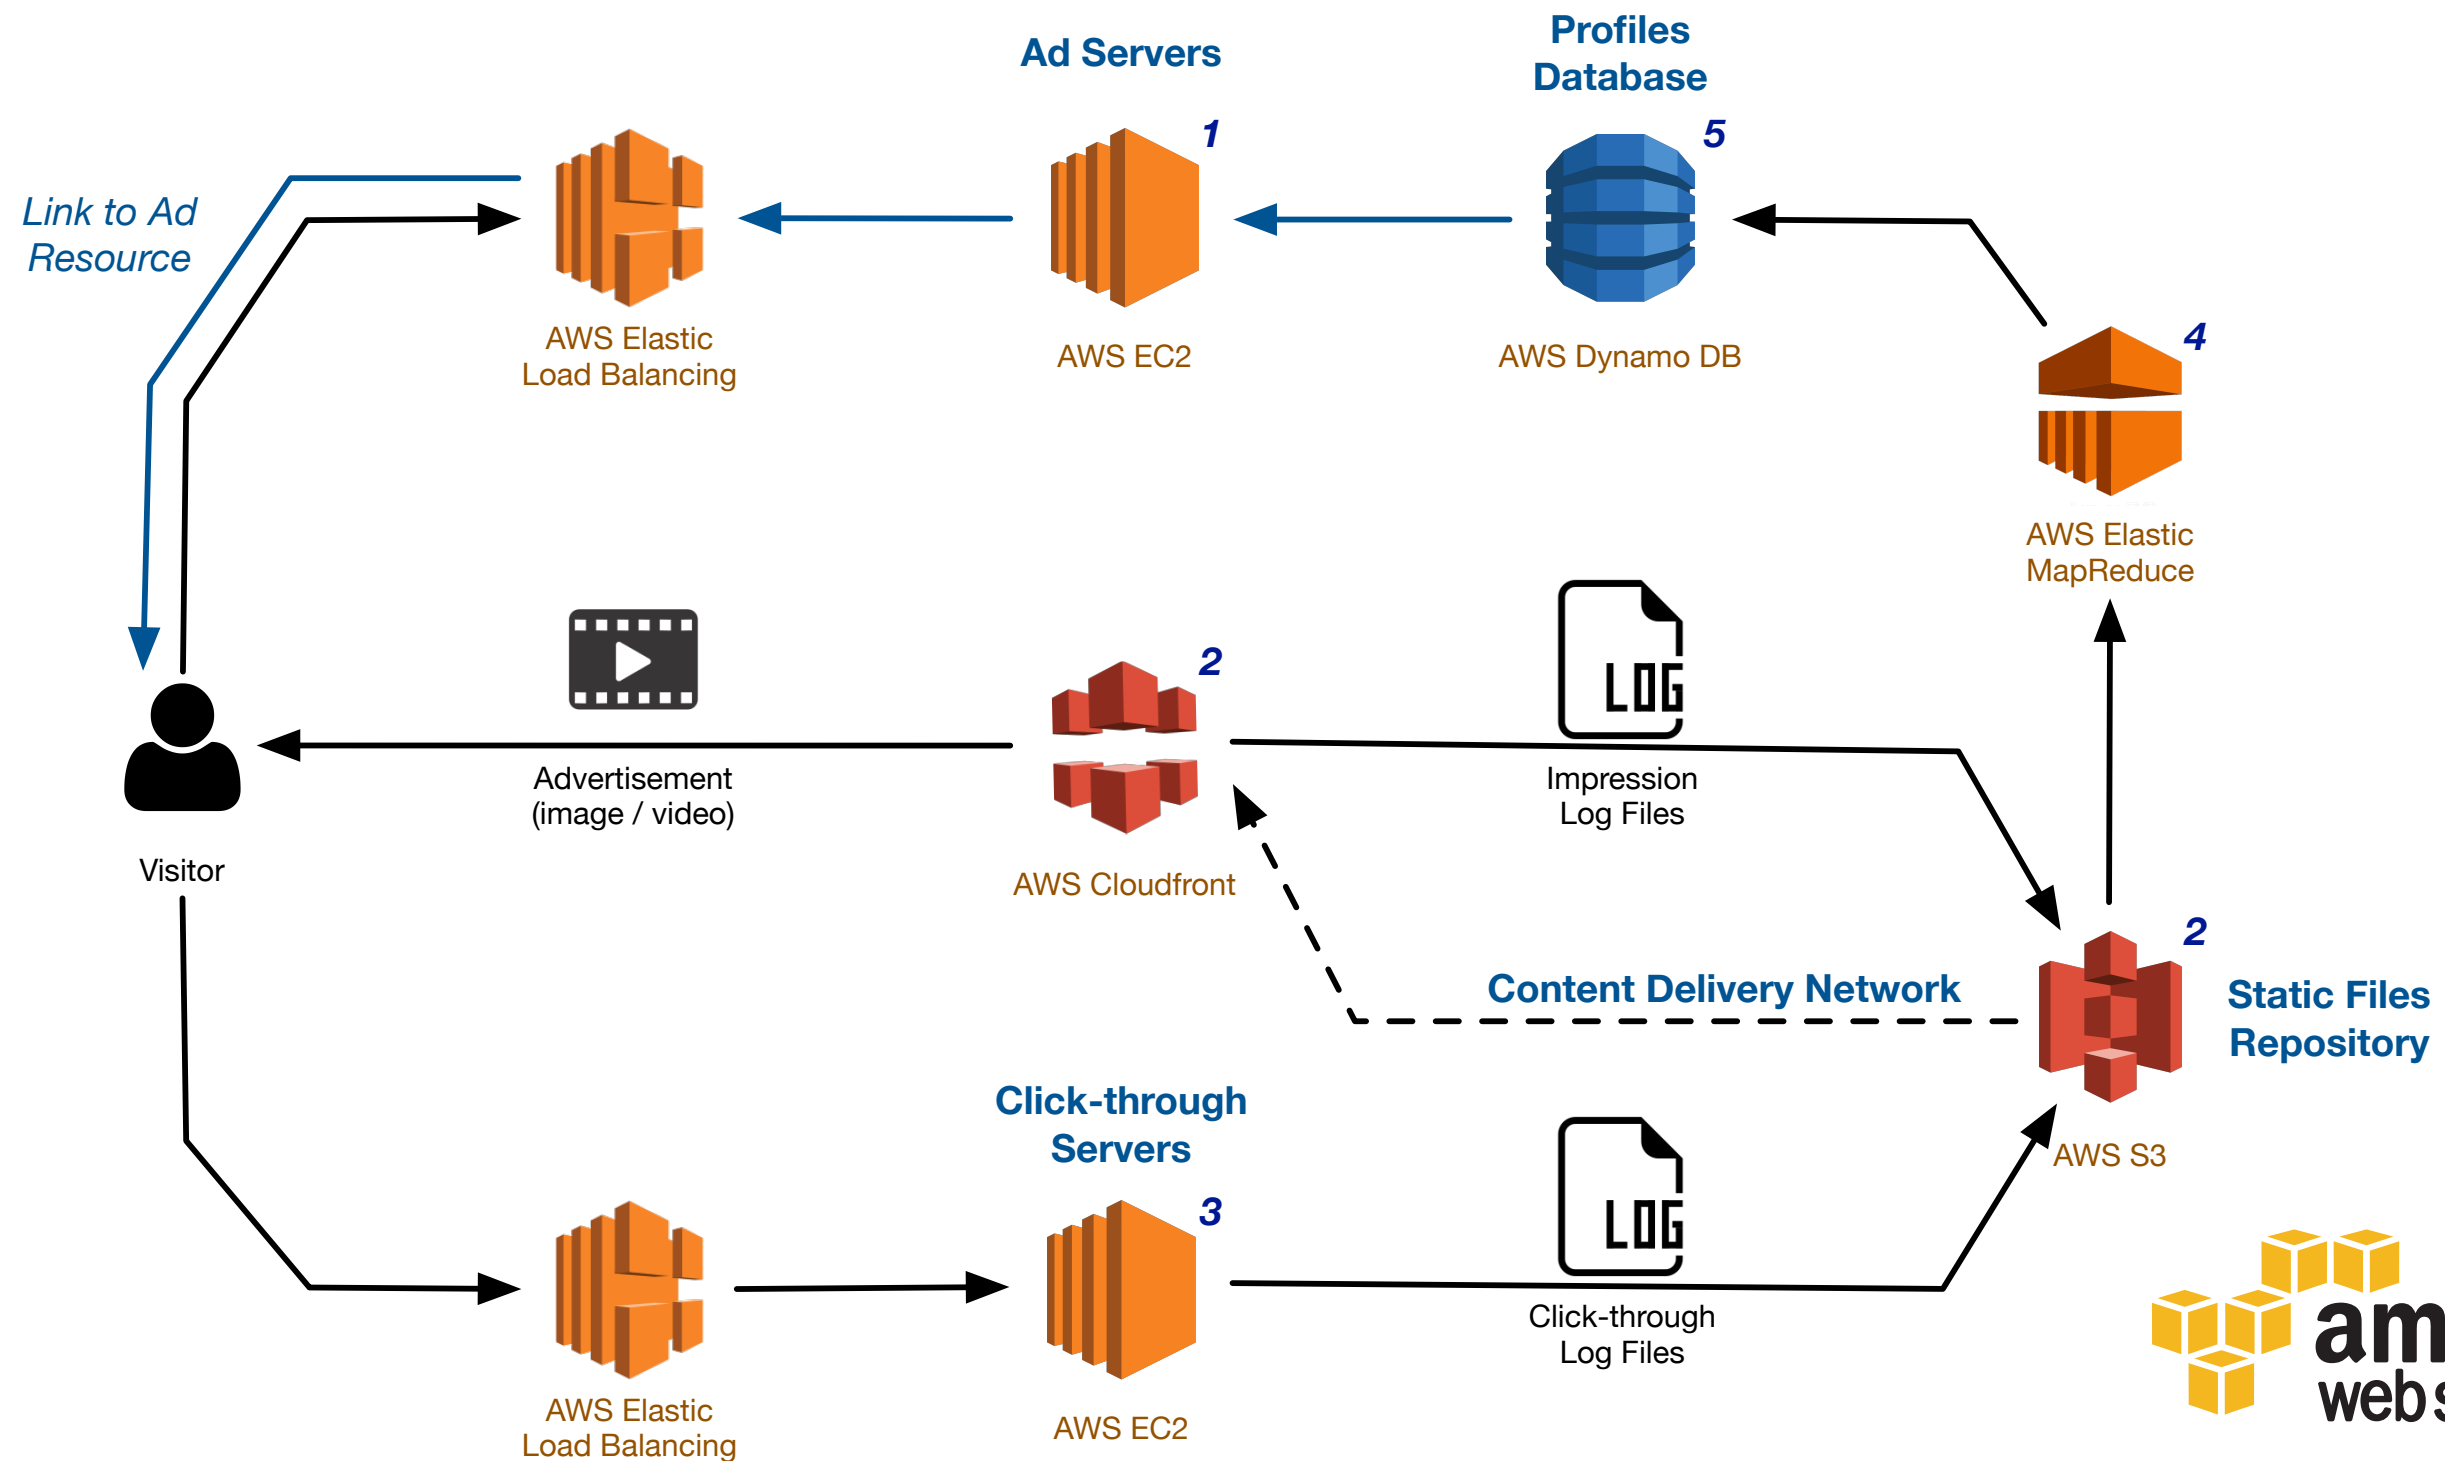 Profiles
Database
Ad Servers
1
5
Link to Ad
Resource
AWS Elastic
Load Balancing
AWS EC2
AWS Dynamo DB
4
AWS Elastic
MapReduce
LOG
2
Advertisement
(image / video)
Impression
Log Files
Visitor
AWS Cloudfront
2
Content Delivery Network
Static Files
Repository
Click-through
Servers
AWS S3
3
LOG
Click-through
Log Files
AWS Elastic
Load Balancing
AWS EC2
am
web s